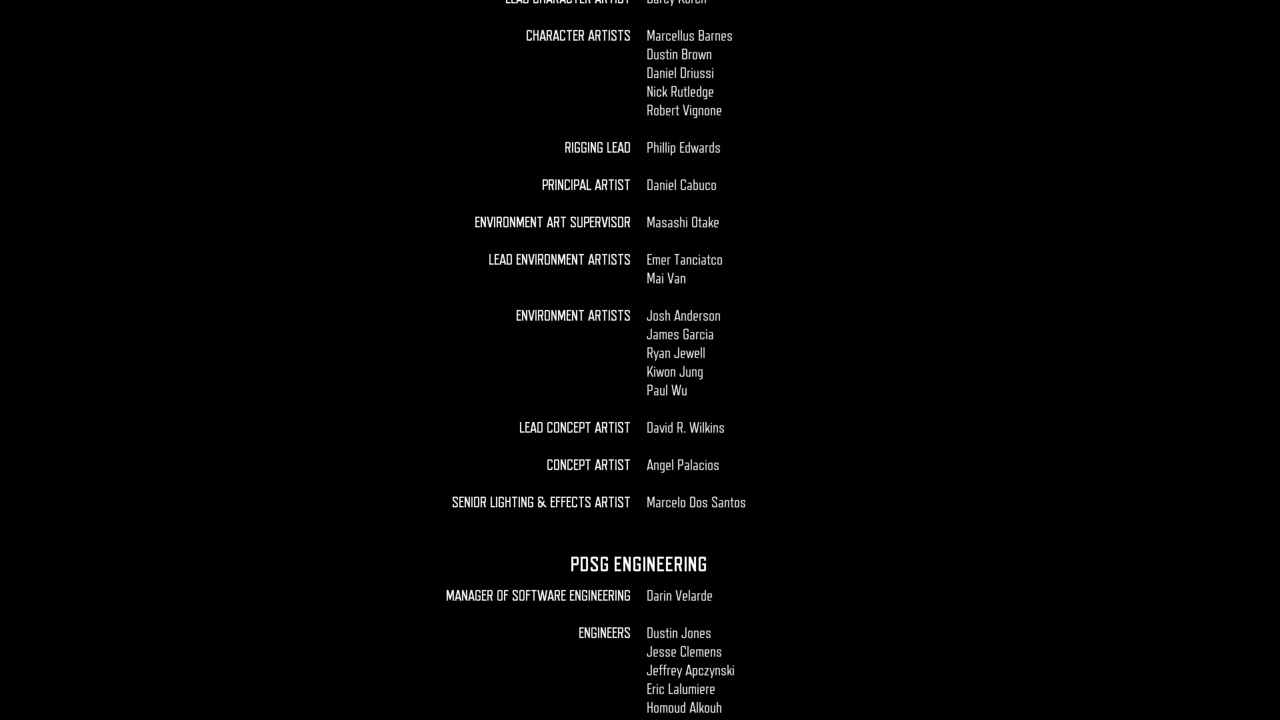 CHARACTER ARTISTS Marcellus Barnes
Dustin Brown
Daniel Driussi
Nick Rutledge
Robert Vignone
RIGGING LEAD Phillip Edwards
PRINCIPAL ARTIST Daniel Cabuco
ENVIRONMENT ART SUPERVISOR Masashi Otake
LEAD ENVIRONMENT ARTISTS Emer Tanciatco
Mai Van
ENVIRONMENT ARTISTS Josh Anderson
James Garcia
Ryan Jewell
Kiwon Jung
Paul Wu
LEAD CONCEPT ARTIST David R. Wilkins
CONCEPT ARTIST Angel Palacios
SENIOR LIGHTING & EFFECTS ARTIST Marcelo Dos Santos
PDSG ENGINEERING
MANAGER OF SOFTWARE ENGINEERING Darin Velarde
ENGINEERS Dustin Jones
Jesse Clemens
Jeffrey Apczynski
Eric Lalumiere
Homoud Alkouh